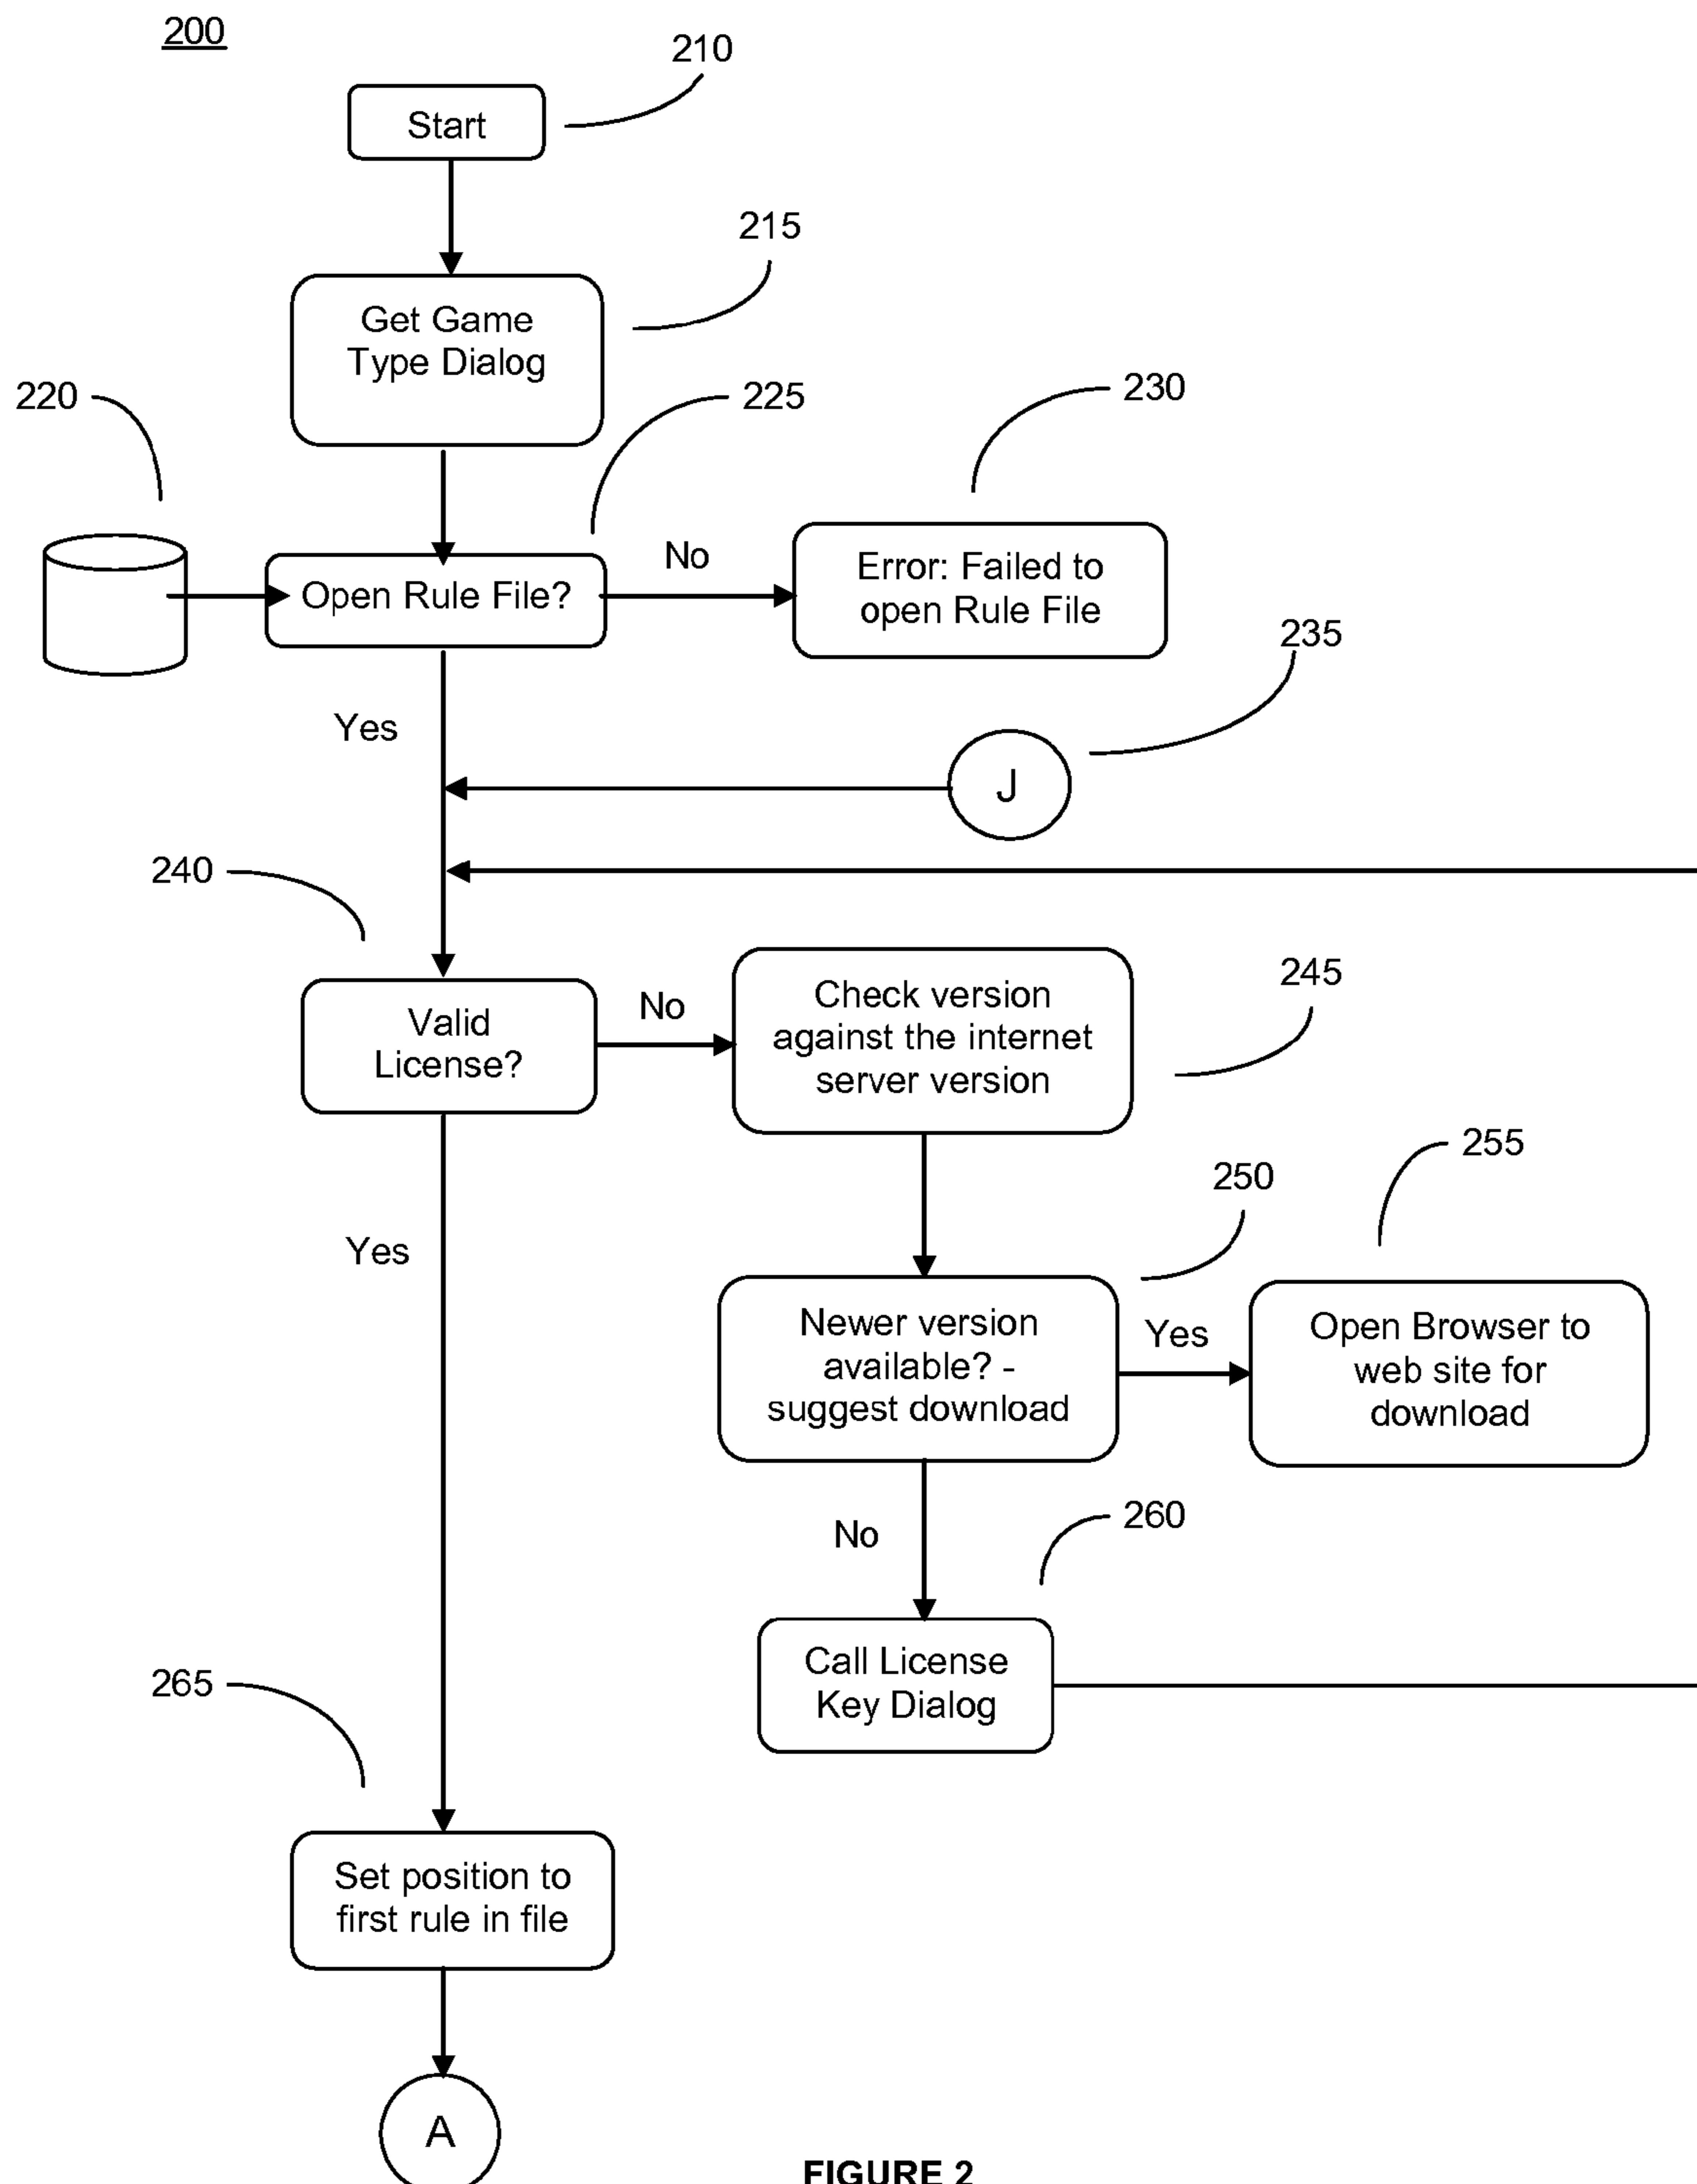 200
210
Start
215
Get Game
Type Dialog
220
225
230
Open Rule File?
No
Error: Failed to
open Rule File
235
Yes
J
240
Valid
License?
No
Check version
against the internet
server version
245
250
255
Yes
Newer version
available? -
suggest download
Yes
Open Browser to
web site for
download
No
260
Call License
Key Dialog
265
Set position to
first rule in file
A
FIGURE 2